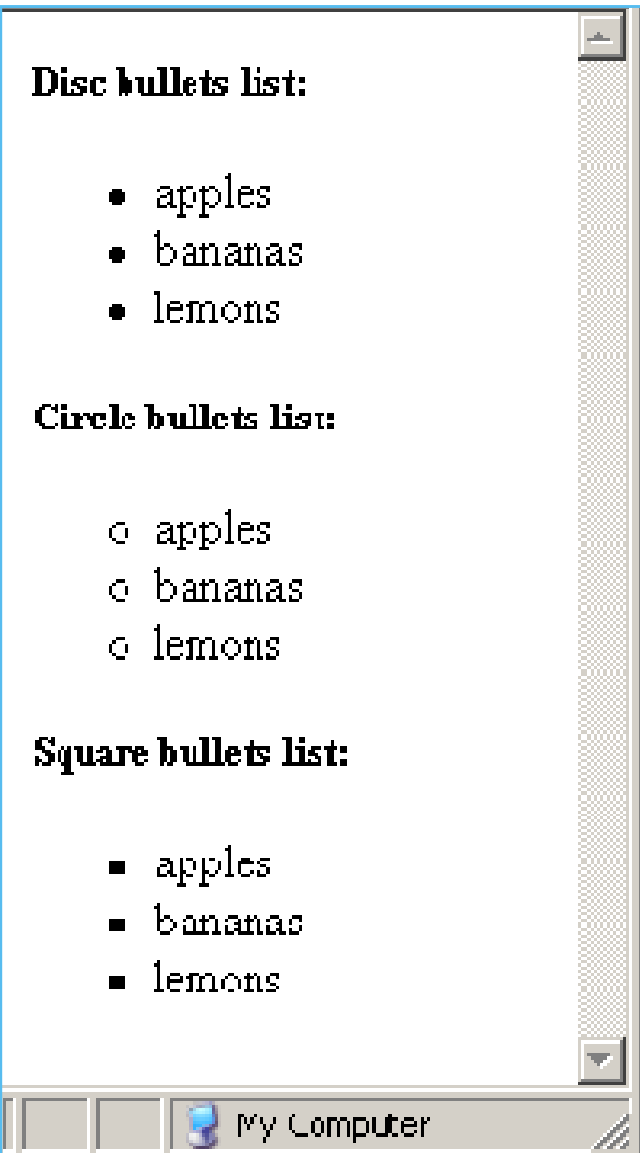 Disc bullets list:
• apples
• bananas
• lemons
Circle bullets list:
○ apples
○ bananas
○ lemons
Square bullets list:
▪ apples
▪ bananas
▪ lemons
My Computer